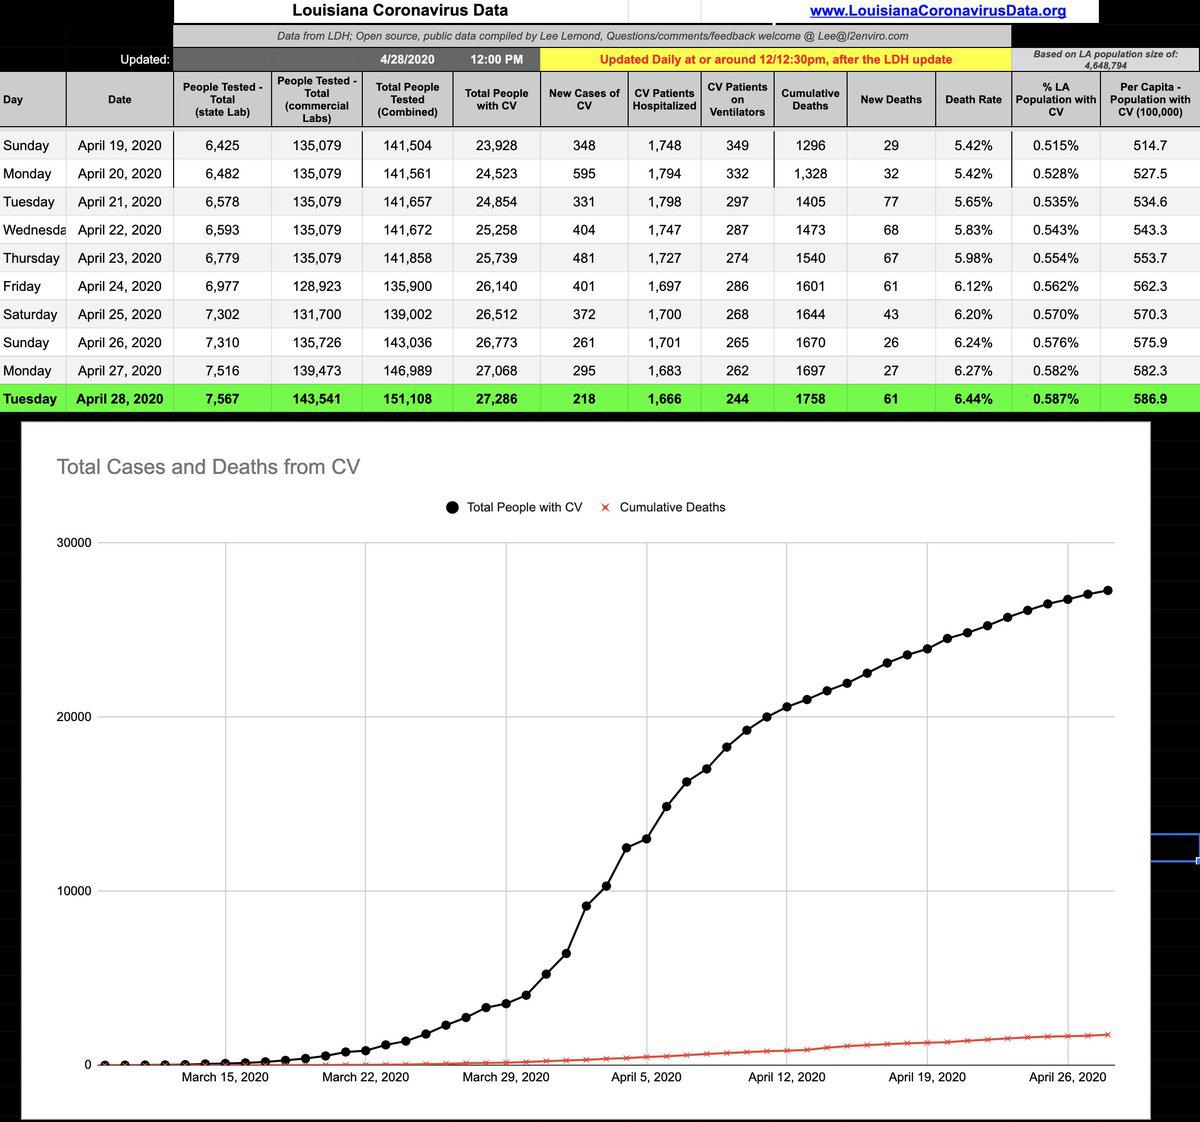 Louisiana Coronavirus Data www.LouisianaCoronavirusData.org
Data from LDH; Open source, public data compiled by Lee Lemond, Questions/comments/feedback welcome @ Lee@l2enviro.com
Updated: 4/28/2020 12:00 PM Updated Daily at or around 12/12:30pm, after the LDH update Based on LA population size of: 4,648,794
Day Date People Tested - Total (state Lab) People Tested - Total (commercial Labs) Total People Tested (Combined) Total People with CV New Cases of CV CV Patients Hospitalized CV Patients on Ventilators Cumulative Deaths New Deaths Death Rate % LA Population with CV Per Capita - Population with CV (100,000)
Sunday April 19, 2020 6,425 135,079 141,504 23,928 348 1,748 349 1296 29 5.42% 0.515% 514.7
Monday April 20, 2020 6,482 135,079 141,561 24,523 595 1,794 332 1,328 32 5.42% 0.528% 527.5
Tuesday April 21, 2020 6,578 135,079 141,657 24,854 331 1,798 297 1405 77 5.65% 0.535% 534.6
Wednesda April 22, 2020 6,593 135,079 141,672 25,258 404 1,747 287 1473 68 5.83% 0.543% 543.3
Thursday April 23, 2020 6,779 135,079 141,858 25,739 481 1,727 274 1540 67 5.98% 0.554% 553.7
Friday April 24, 2020 6,977 128,923 135,900 26,140 401 1,697 286 1601 61 6.12% 0.562% 562.3
Saturday April 25, 2020 7,302 131,700 139,002 26,512 372 1,700 268 1644 43 6.20% 0.570% 570.3
Sunday April 26, 2020 7,310 135,726 143,036 26,773 261 1,701 265 1670 26 6.24% 0.576% 575.9
Monday April 27, 2020 7,516 139,473 146,989 27,068 295 1,683 262 1697 27 6.27% 0.582% 582.3
Tuesday April 28, 2020 7,567 143,541 151,108 27,286 218 1,666 244 1758 61 6.44% 0.587% 586.9
Total Cases and Deaths from CV
Total People with CV Cumulative Deaths
30000
20000
10000
0
March 15, 2020 March 22, 2020 March 29, 2020 April 5, 2020 April 12, 2020 April 19, 2020 April 26, 2020